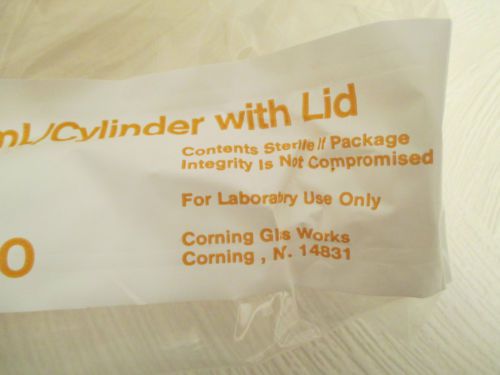 mL/Cylinder with Lid
Contents Sterile if Package
Integrity Is Not Compromised
For Laboratry Use Only
Corning Glss Works
Corning , N. 14831
0